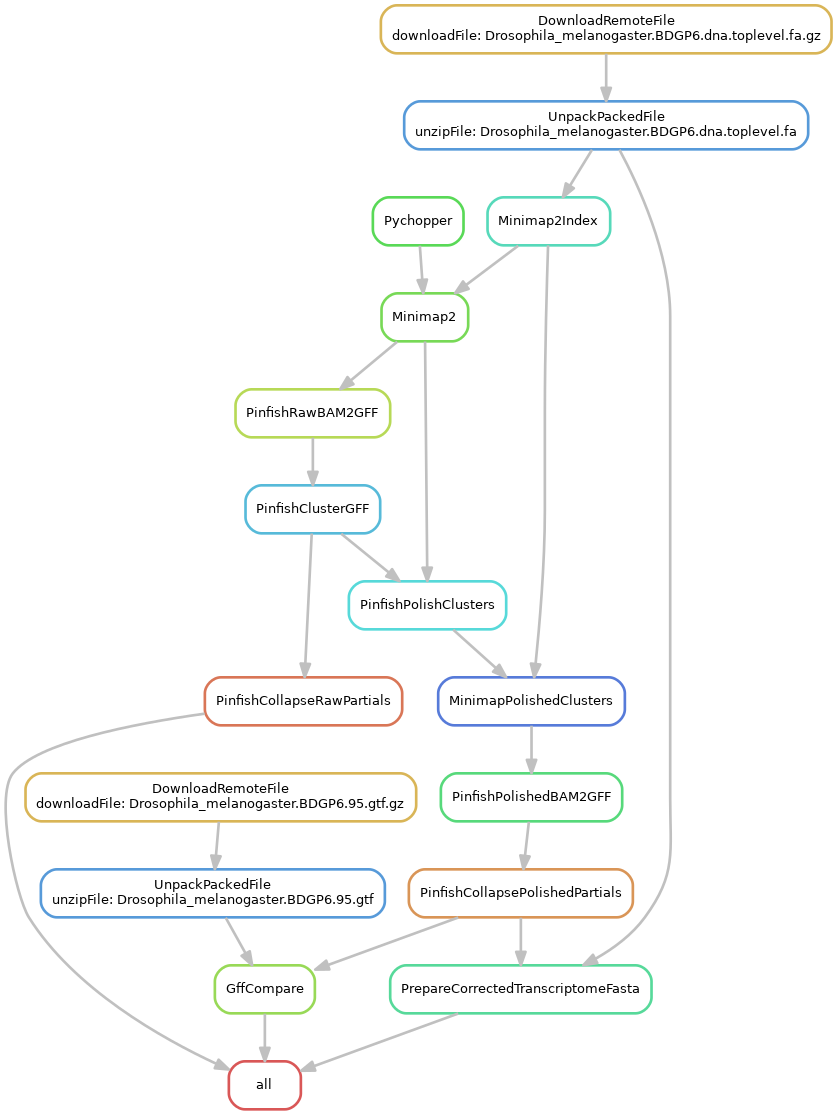 DownloadRemoteFile
downloadFile: Drosophila_melanogaster.BDGP6.dna.toplevel.fa.gz
UnpackPackedFile
unzipFile: Drosophila_melanogaster.BDGP6.dna.toplevel.fa
Pychopper
Minimap2Index
Minimap2
PinfishRawBAM2GFF
PinfishClusterGFF
PinfishPolishClusters
PinfishCollapseRawPartials
MinimapPolishedClusters
DownloadRemoteFile
downloadFile: Drosophila_melanogaster.BDGP6.95.gtf.gz
PinfishPolishedBAM2GFF
UnpackPackedFile
unzipFile: Drosophila_melanogaster.BDGP6.95.gtf
PinfishCollapsePolishedPartials
GffCompare
PrepareCorrectedTranscriptomeFasta
all